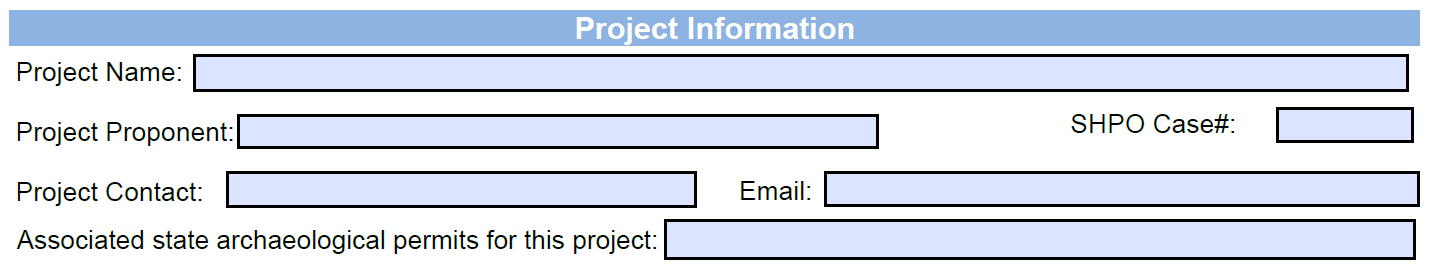 Project Information
Project Name:
Project Proponent: SHPO Case#:
Project Contact: Email:
Associated state archaeological permits for this project: